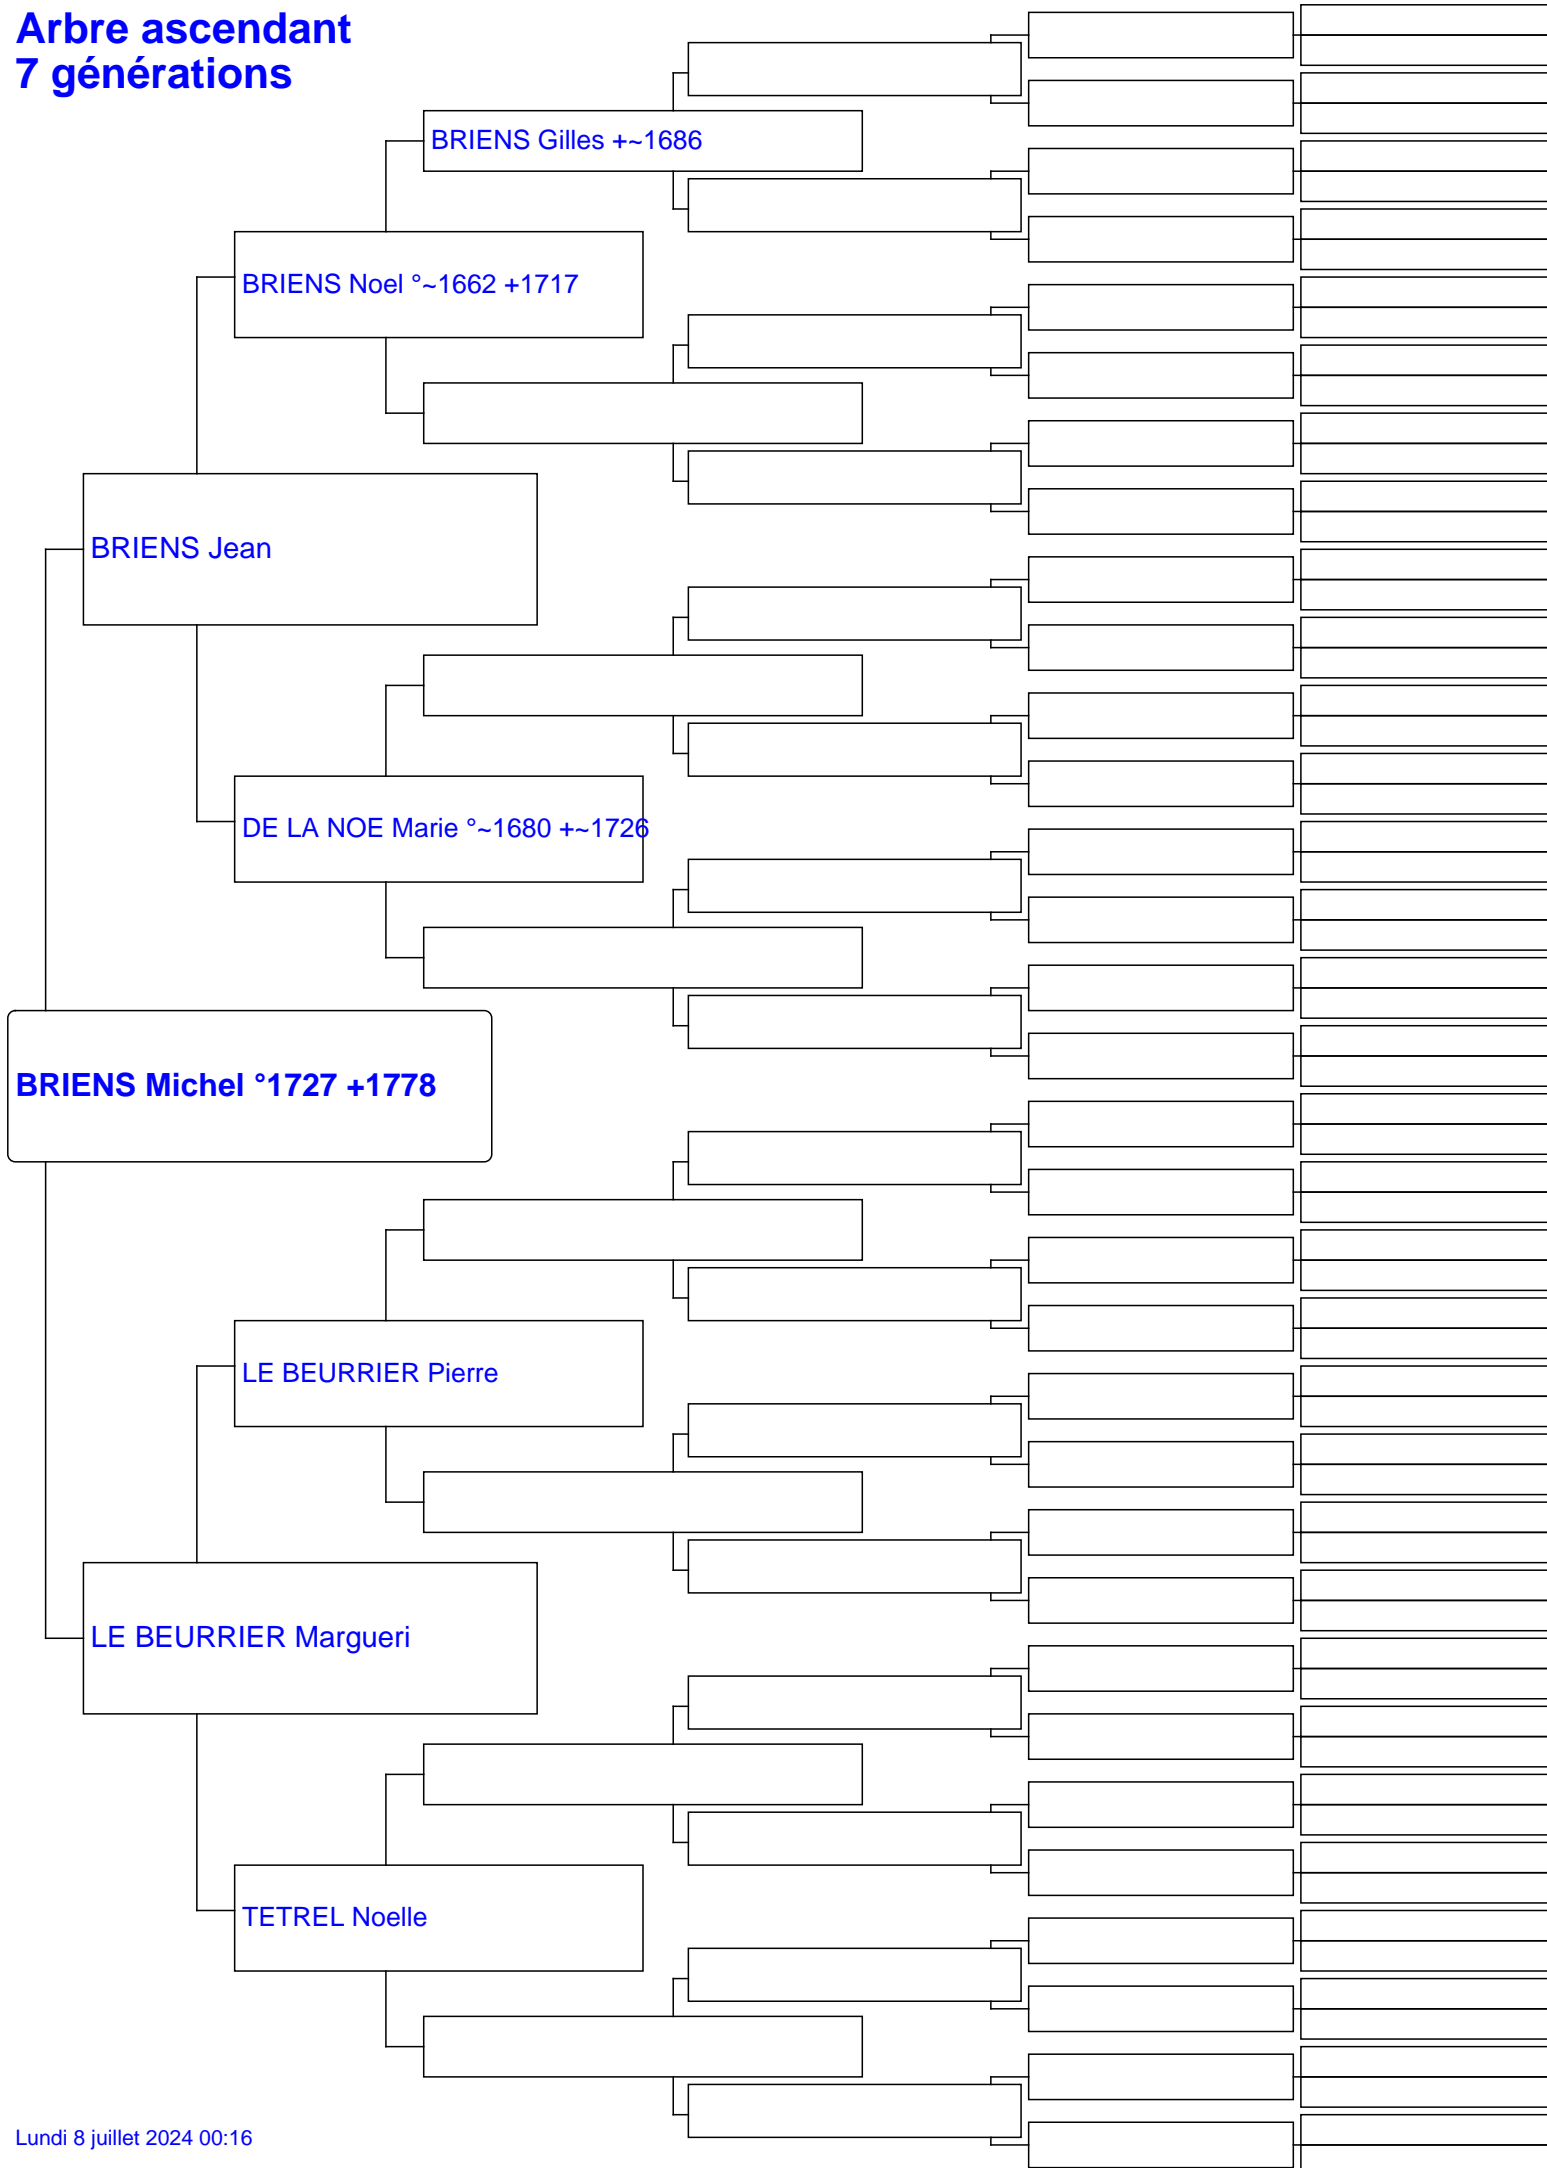 Arbre ascendant
7 générations
BRIENS Gilles +~1686
BRIENS Noel °~1662 +1717
BRIENS Jean
DE LA NOE Marie °~1680 +~1726
BRIENS Michel °1727 +1778
LE BEURRIER Pierre
LE BEURRIER Margueri
TETREL Noelle
Lundi 8 juillet 2024 00:16